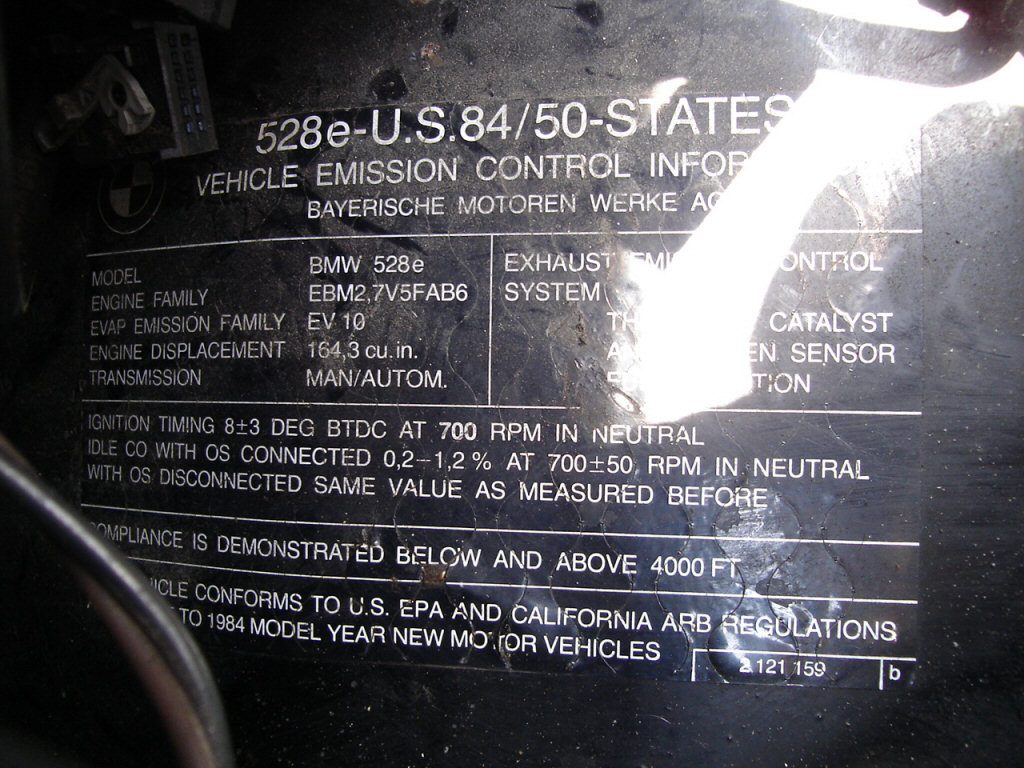 528e-U.S.84/50-STATES
VEHICLE EMISSION CONTROL
BAYERISCHE MOTOREN WERKE AG
MODEL BMW 528e
ENGINE FAMILY EBM2,7V5FAB6
EVAP EMISSION FAMILY EV 10
ENGINE DISPLACEMENT 164,3 cu.in.
TRANSMISSION MAN/AUTOM.
EXHAUST CONTROL
SYSTEM
CATALYST
SENSOR
IGNITION TIMING 8±3 DEG BTDC AT 700 RPM IN NEUTRAL
IDLE CO WITH OS CONNECTED 0,2–1,2 % AT 700±50 RPM IN NEUTRAL
WITH OS DISCONNECTED SAME VALUE AS MEASURED BEFORE
COMPLIANCE IS DEMONSTRATED BELOW AND ABOVE 4000 FT
CONFORMS TO U.S. EPA AND CALIFORNIA ARB REGULATIONS
TO 1984 MODEL YEAR NEW MOTOR VEHICLES
2 121 159 b